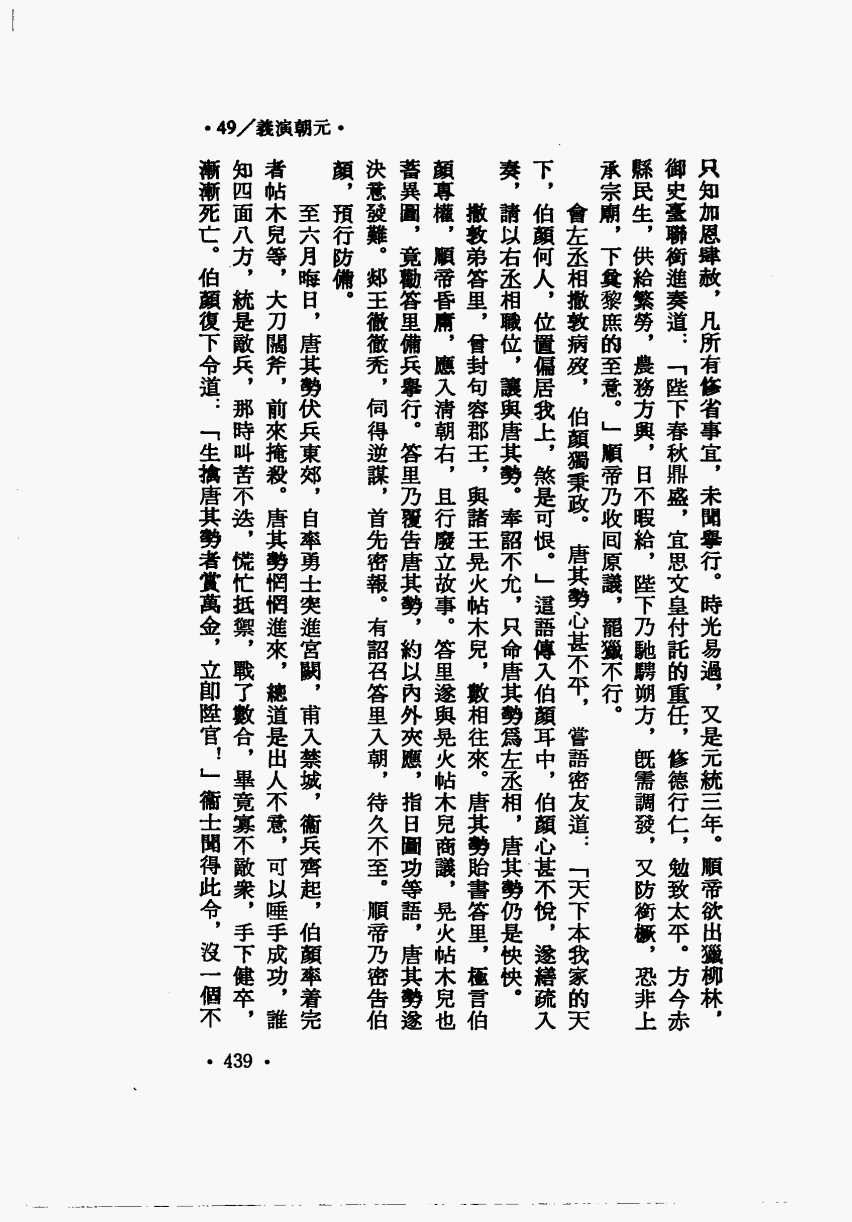 •49／義演朝元•
只知加恩肆赦，凡所有修省事宜，未聞舉行。時光易過，又是元統三年。順帝欲出獵柳林，
御史臺聯銜進奏道：「陛下春秋鼎盛，宜思文皇付託的重任，修德行仁，勉致太平。方今赤
縣民生，供給繁勞，農務方興，日不暇給，陛下乃馳騁朔方，旣需調發，又防銜橛，恐非上
承宗廟，下奠黎庶的至意。」順帝乃收囘原議，罷獵不行。
會左丞相撒敦病歿，伯顏獨秉政。唐其勢心甚不平，嘗語密友道：「天下本我家的天
下，伯顏何人，位置偏居我上，煞是可恨。」這語傳入伯顏耳中，伯顏心甚不悅，遂繕疏入
奏，請以右丞相職位，讓與唐其勢。奉詔不允，只命唐其勢爲左丞相，唐其勢仍是怏怏。
撒敦弟答里，曾封句容郡王，與諸王晃火帖木兒，數相往來。唐其勢貽書答里，極言伯
顏專權，順帝昏庸，應入清朝右，且行廢立故事。答里遂與晃火帖木兒商議，晃火帖木兒也
蓄異圖，竟勸答里備兵舉行。答里乃覆告唐其勢，約以內外夾應，指日圖功等語，唐其勢遂
決意發難。郯王徹徹禿，伺得逆謀，首先密報。有詔召答里入朝，待久不至。順帝乃密告伯
顏，預行防備。
至六月晦日，唐其勢伏兵東郊，自率勇士突進宮闕，甫入禁城，衞兵齊起，伯顏率着完
者帖木兒等，大刀闊斧，前來掩殺。唐其勢惘惘進來，總道是出人不意，可以唾手成功，誰
知四面八方，統是敵兵，那時叫苦不迭，慌忙抵禦，戰了數合，畢竟寡不敵衆，手下健卒，
漸漸死亡。伯顏復下令道：「生擒唐其勢者賞萬金，立卽陞官！」衞士聞得此令，沒一個不
•439•